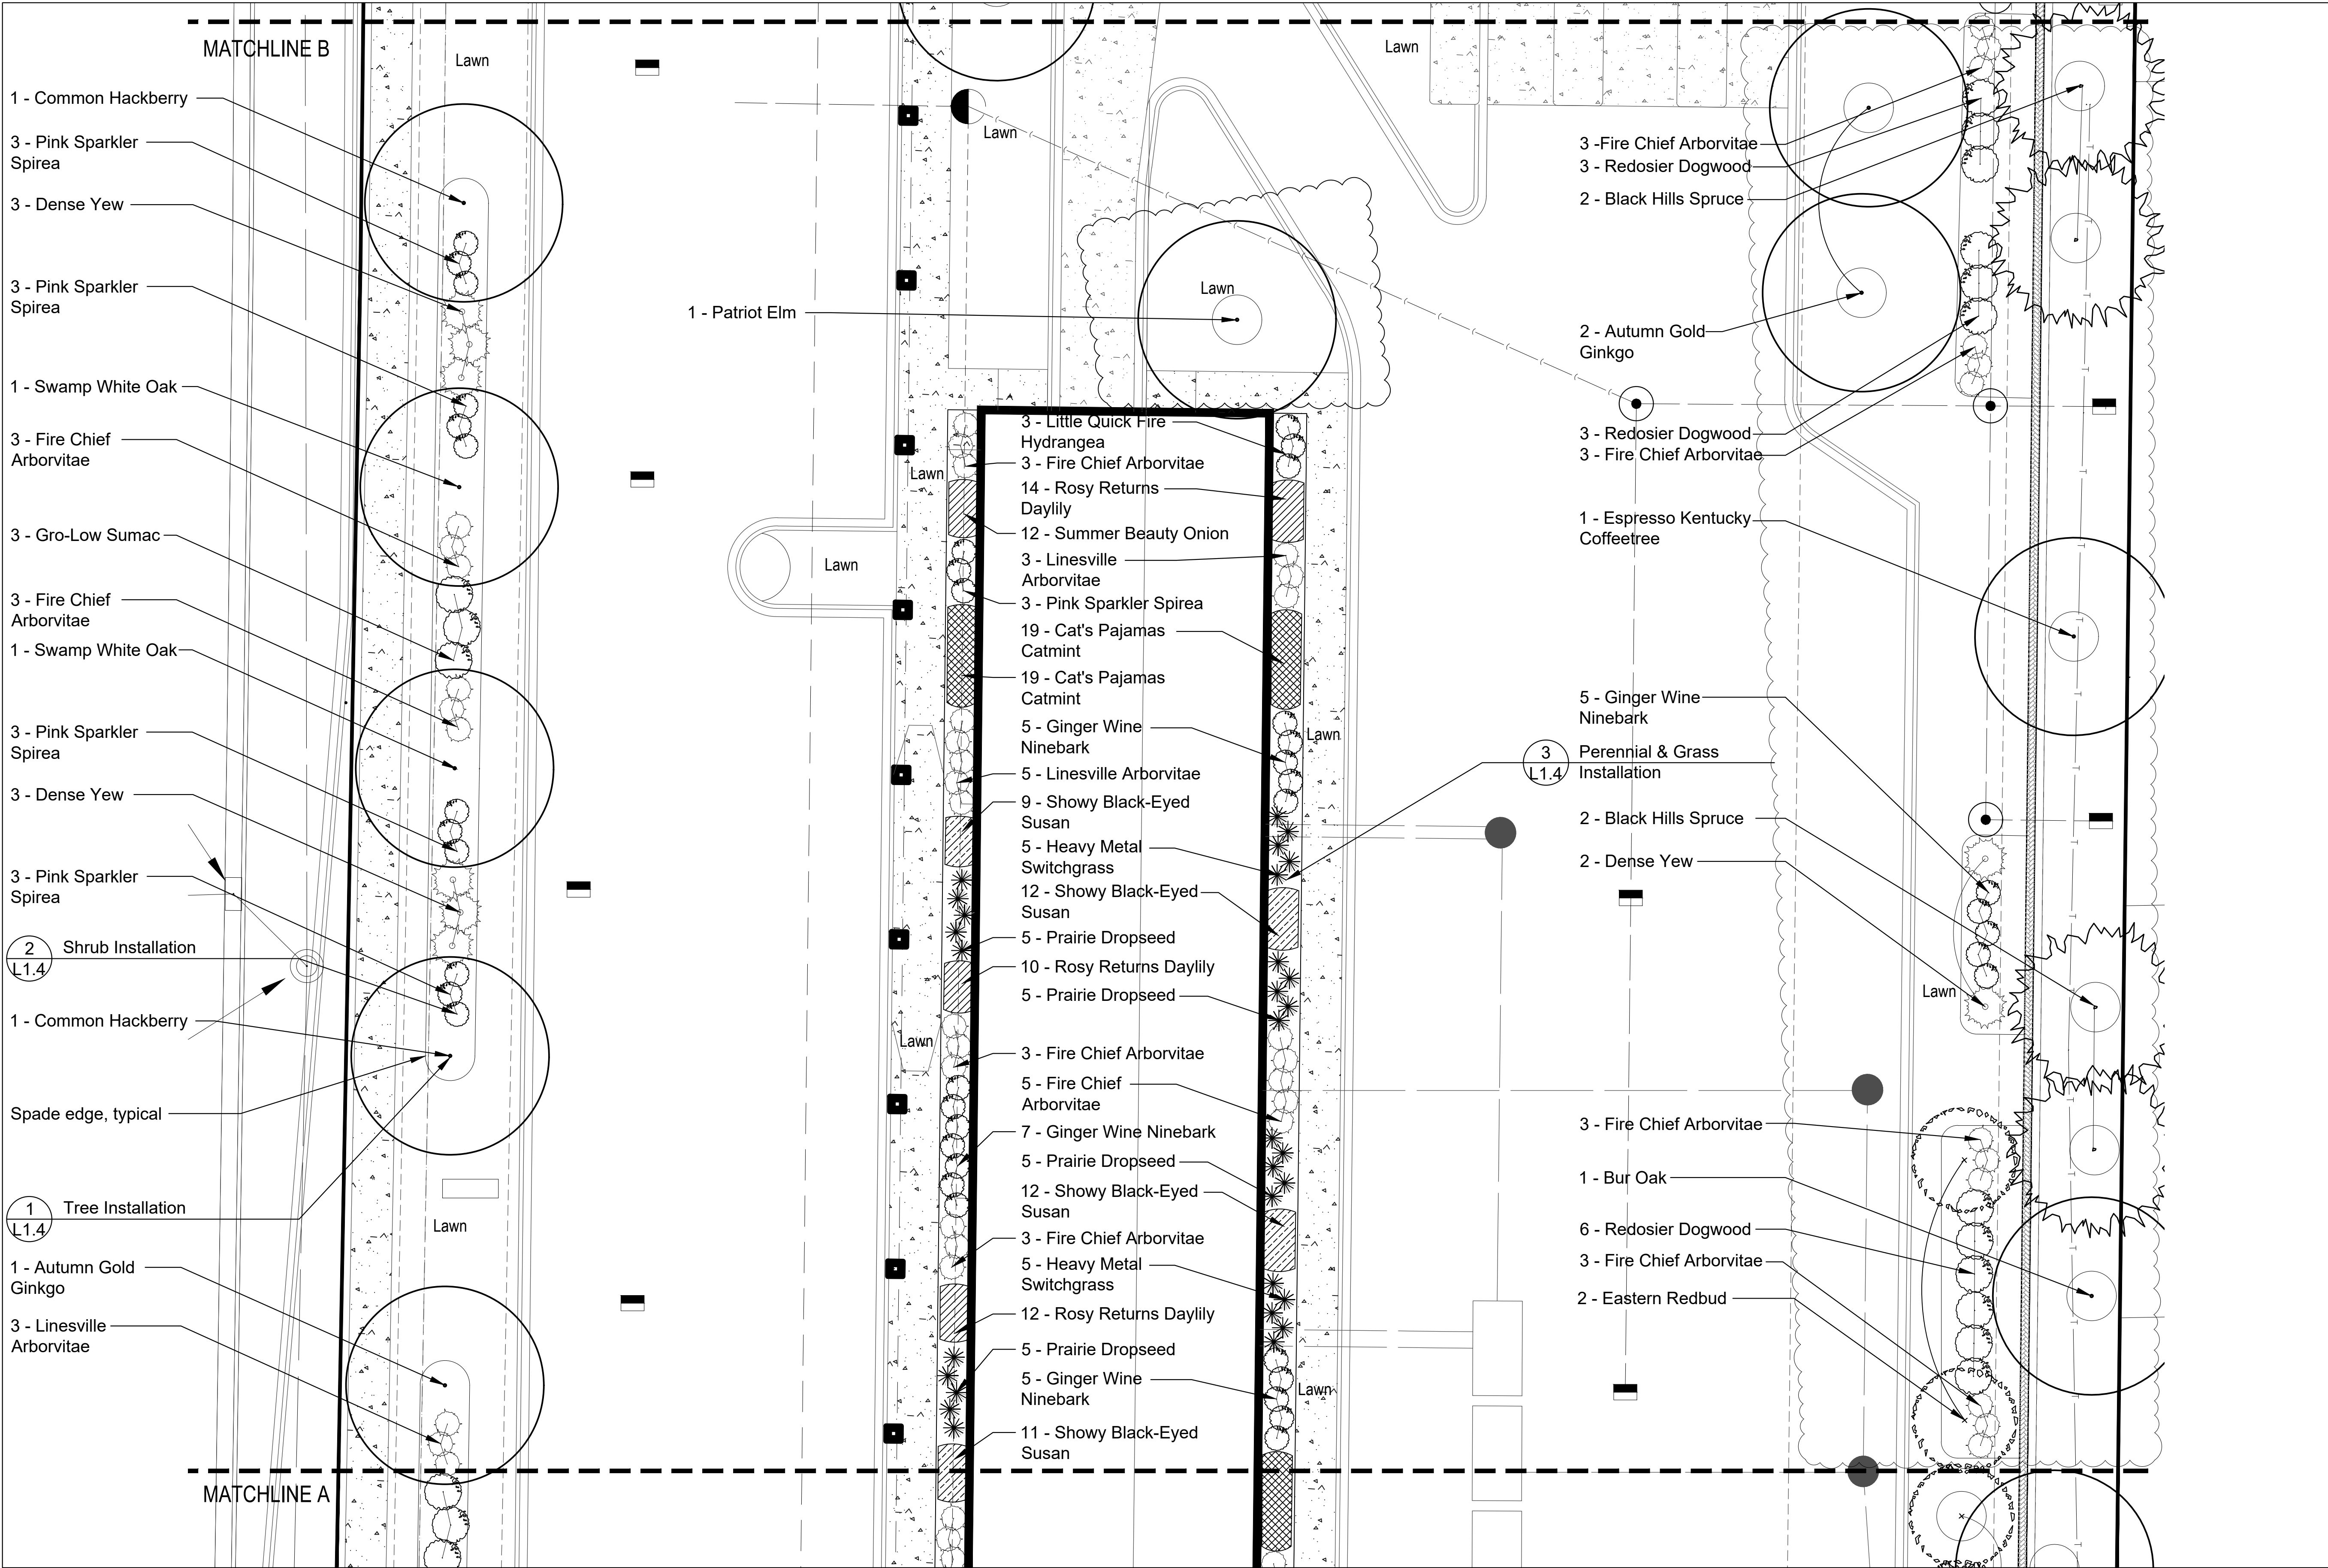 MATCHLINE B
Lawn
1 - Common Hackberry
3 - Pink Sparkler
Spirea
3 - Dense Yew
3 - Pink Sparkler
Spirea
1 - Swamp White Oak
3 - Fire Chief
Arborvitae
3 - Gro-Low Sumac
3 - Fire Chief
Arborvitae
1 - Swamp White Oak
3 - Pink Sparkler
Spirea
3 - Dense Yew
3 - Pink Sparkler
Spirea
2
L1.4
Shrub Installation
1 - Common Hackberry
Spade edge, typical
1
L1.4
Tree Installation
Lawn
1 - Autumn Gold
Ginkgo
3 - Linesville
Arborvitae
MATCHLINE A
Lawn
Lawn
Lawn
1 - Patriot Elm
Lawn
Lawn
Lawn
3 - Little Quick Fire
Hydrangea
3 - Fire Chief Arborvitae
14 - Rosy Returns
Daylily
12 - Summer Beauty Onion
3 - Linesville
Arborvitae
3 - Pink Sparkler Spirea
19 - Cat's Pajamas
Catmint
19 - Cat's Pajamas
Catmint
5 - Ginger Wine
Ninebark
5 - Linesville Arborvitae
9 - Showy Black-Eyed
Susan
5 - Heavy Metal
Switchgrass
12 - Showy Black-Eyed
Susan
5 - Prairie Dropseed
10 - Rosy Returns Daylily
5 - Prairie Dropseed
3 - Fire Chief Arborvitae
5 - Fire Chief
Arborvitae
7 - Ginger Wine Ninebark
5 - Prairie Dropseed
12 - Showy Black-Eyed
Susan
3 - Fire Chief Arborvitae
5 - Heavy Metal
Switchgrass
12 - Rosy Returns Daylily
5 - Prairie Dropseed
5 - Ginger Wine
Ninebark
11 - Showy Black-Eyed
Susan
Lawn
Lawn
Lawn
3 -Fire Chief Arborvitae
3 - Redosier Dogwood
2 - Black Hills Spruce
2 - Autumn Gold
Ginkgo
3 - Redosier Dogwood
3 - Fire Chief Arborvitae
1 - Espresso Kentucky
Coffeetree
5 - Ginger Wine
Ninebark
3
L1.4
Perennial & Grass
Installation
2 - Black Hills Spruce
2 - Dense Yew
Lawn
3 - Fire Chief Arborvitae
1 - Bur Oak
6 - Redosier Dogwood
3 - Fire Chief Arborvitae
2 - Eastern Redbud